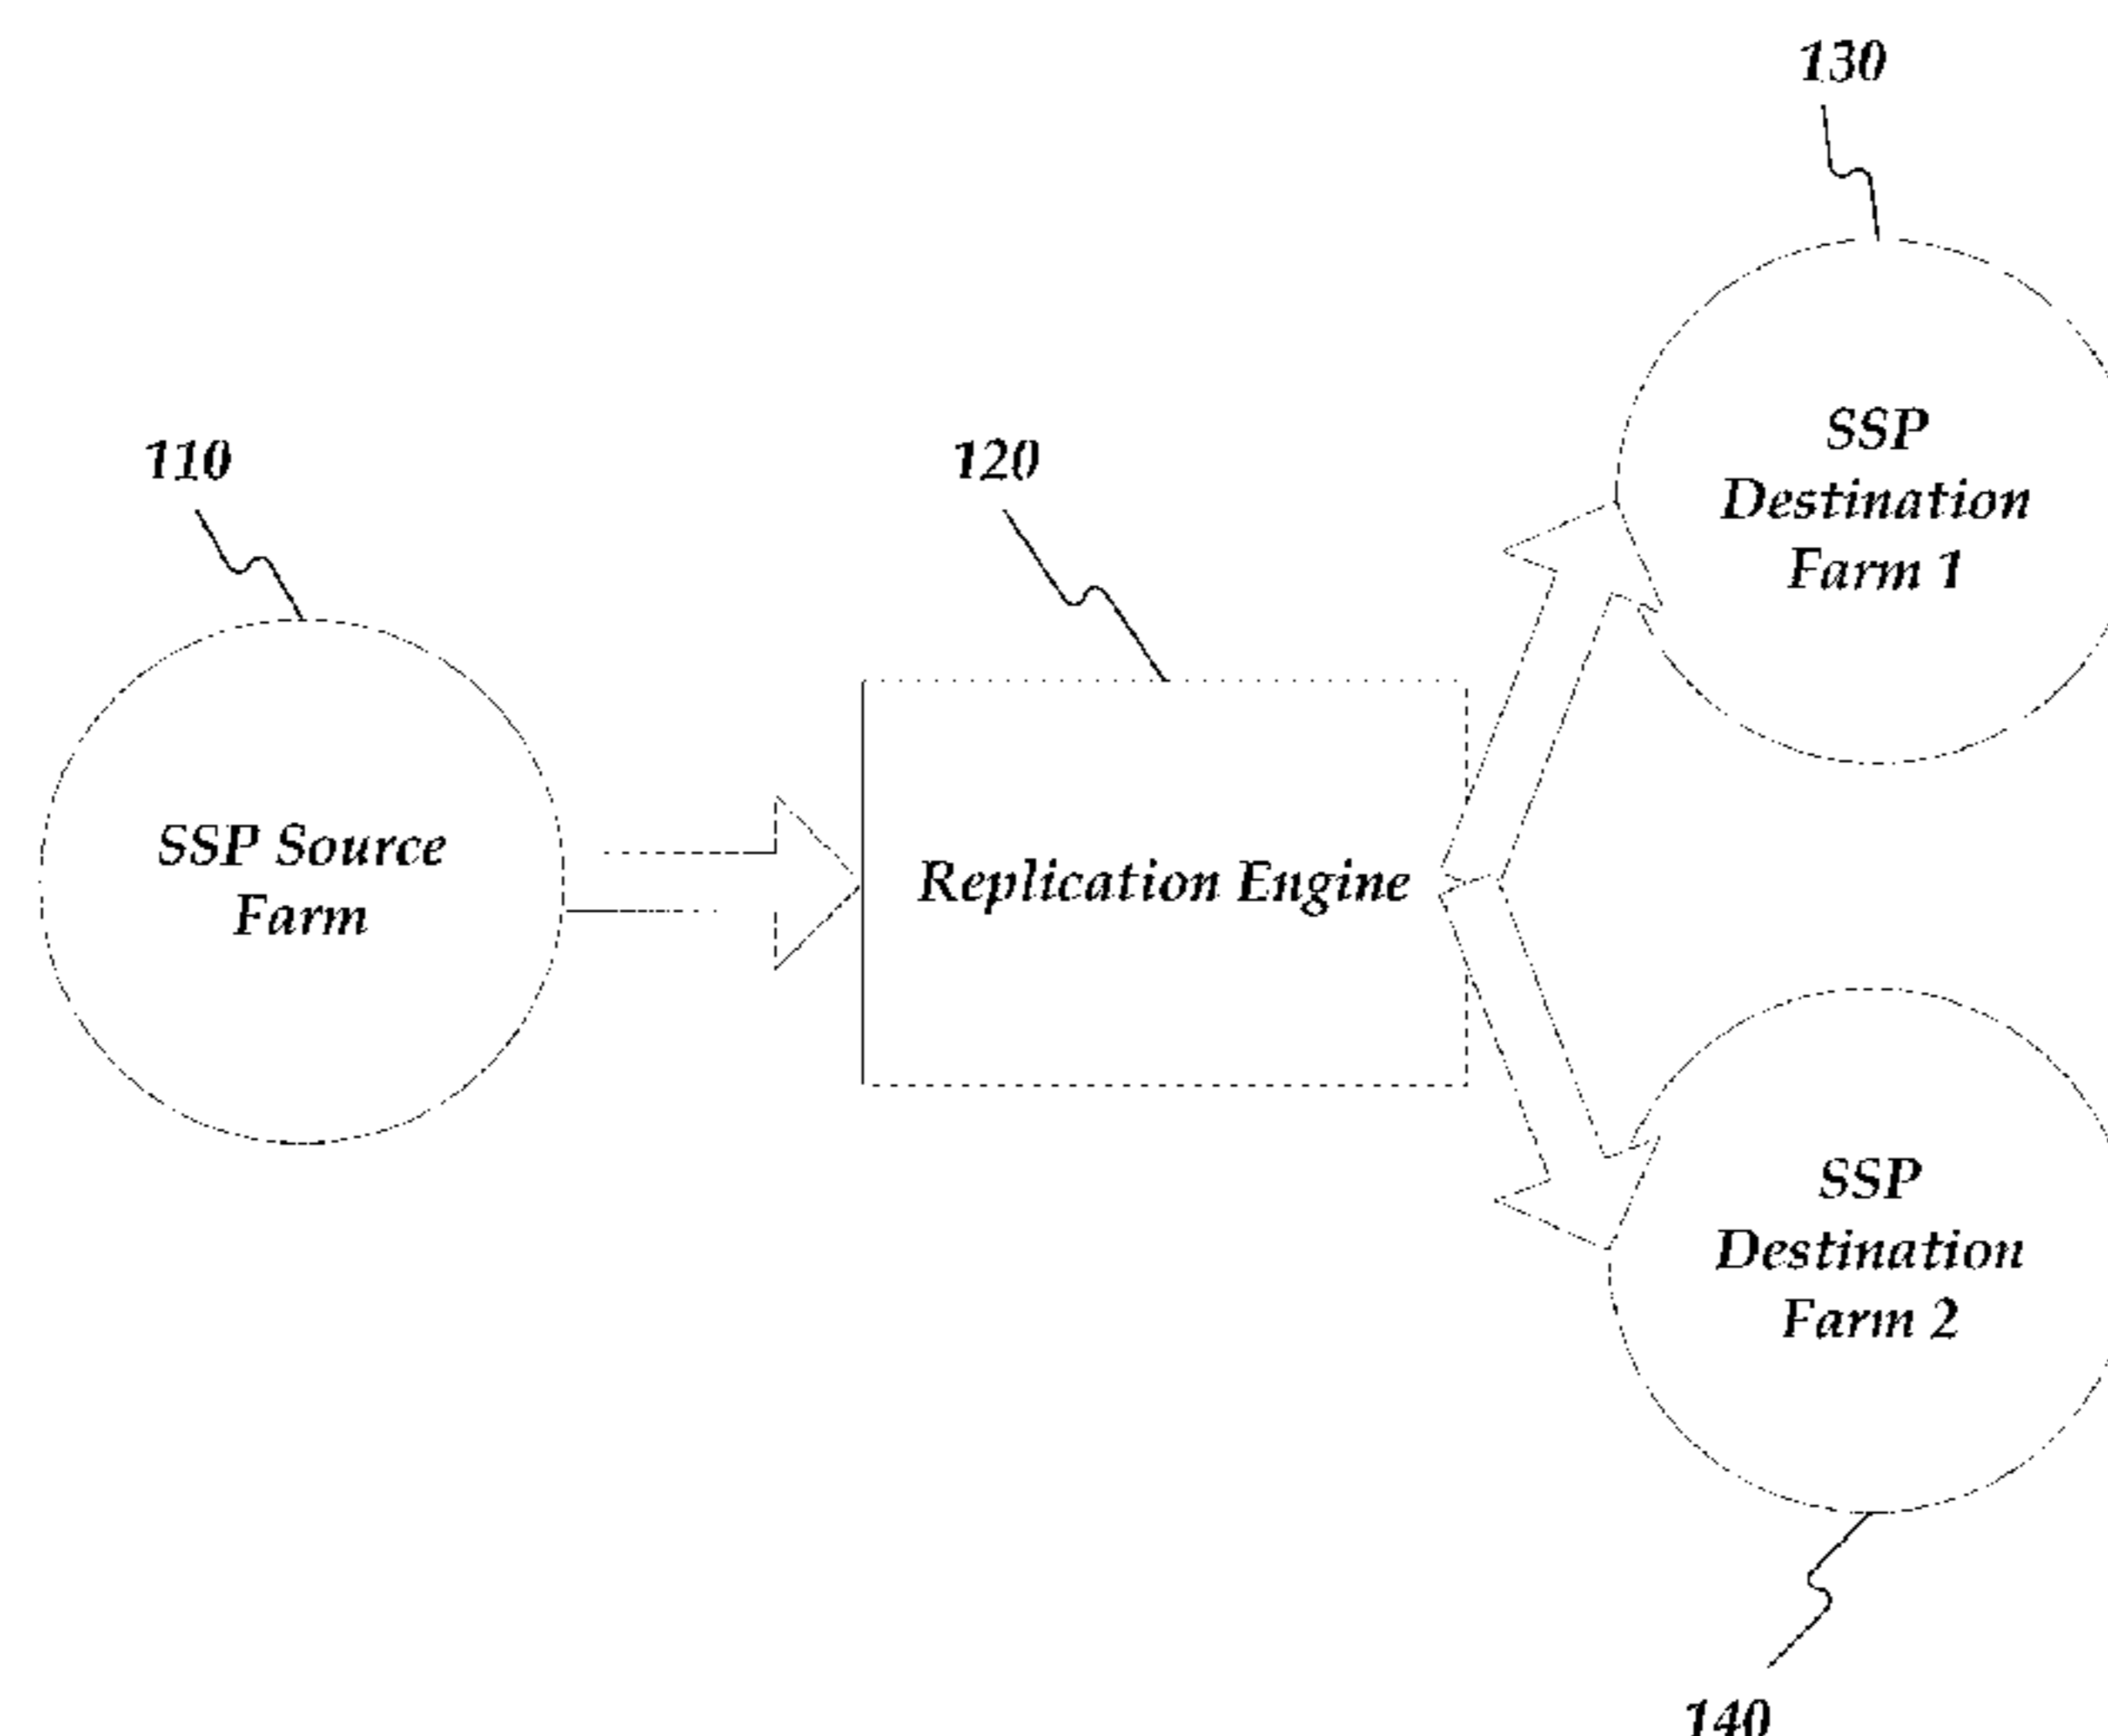 130
SSP
Destination
Farm 1
110
120
SSP Source
Farm
Replication Engine
SSP
Destination
Farm 2
140